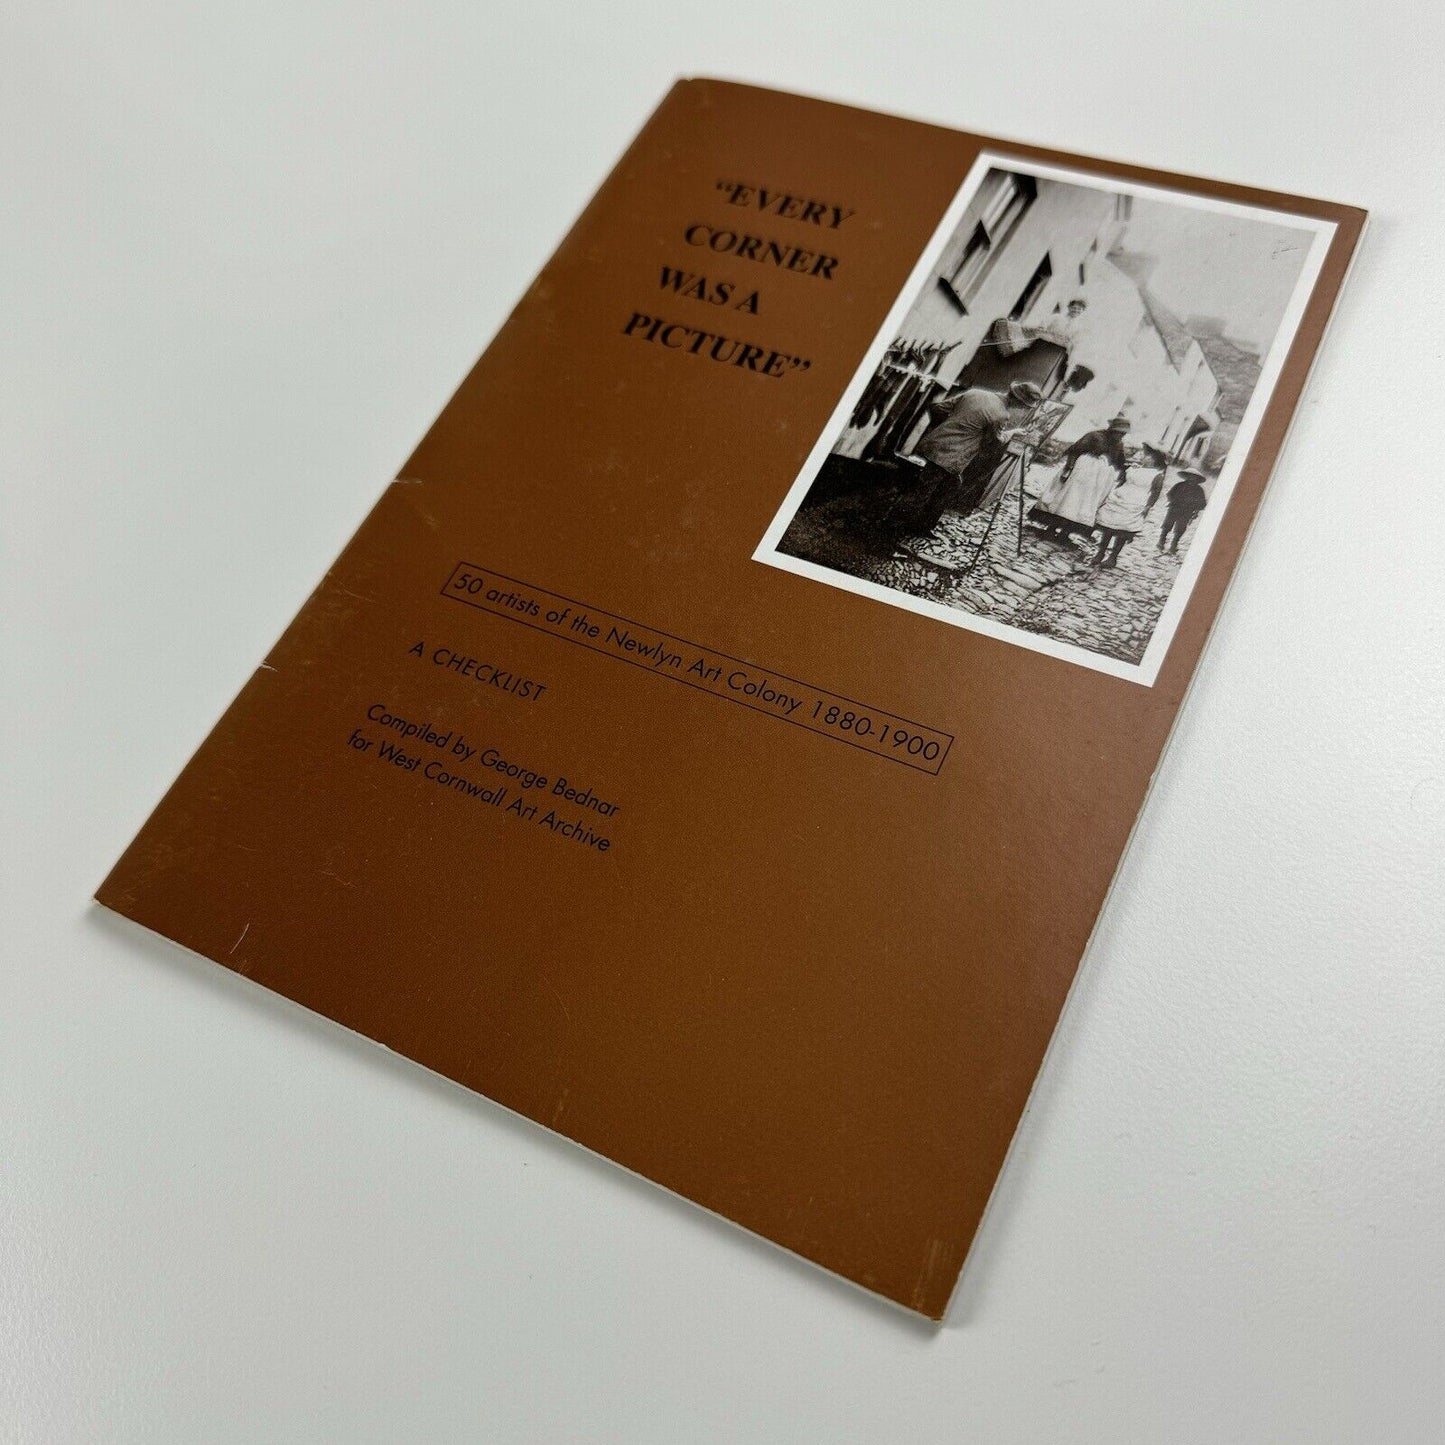 “EVERY
CORNER
WAS A
PICTURE”
50 artists of the Newlyn Art Colony 1880-1900
A CHECKLIST
Compiled by George Bednar
for West Cornwall Art Archive